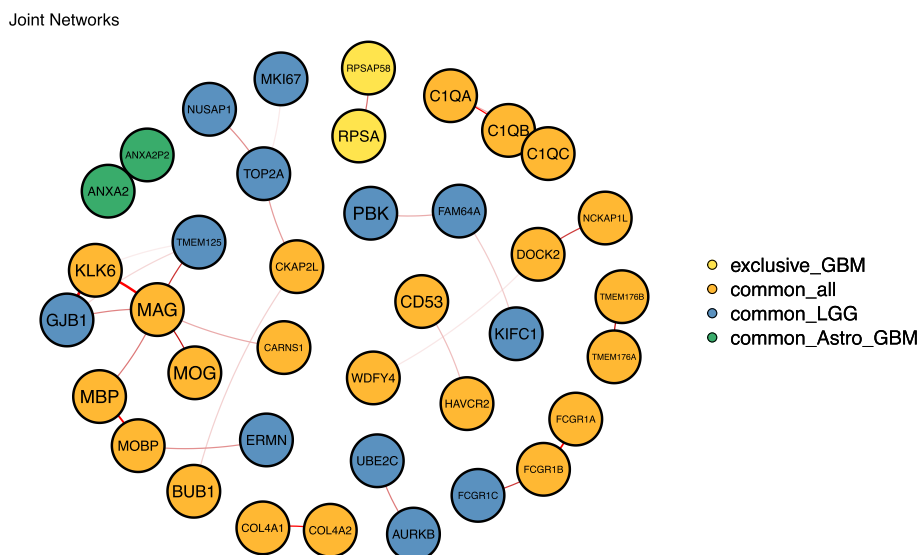 Joint Networks
RPSAP58
MKI67
C1QA
NUSAP1
C1QB
RPSA
C1QC
ANXA2P2
TOP2A
ANXA2
PBK
FAM64A
NCKAP1L
TMEM125
DOCK2
CKAP2L
KLK6
exclusive_GBM
common_all
common_LGG
common_Astro_GBM
TMEM176B
CD53
MAG
GJB1
KIFC1
CARNS1
TMEM176A
MOG
WDFY4
MBP
HAVCR2
FCGR1A
ERMN
MOBP
UBE2C
FCGR1B
BUB1
FCGR1C
COL4A1
COL4A2
AURKB